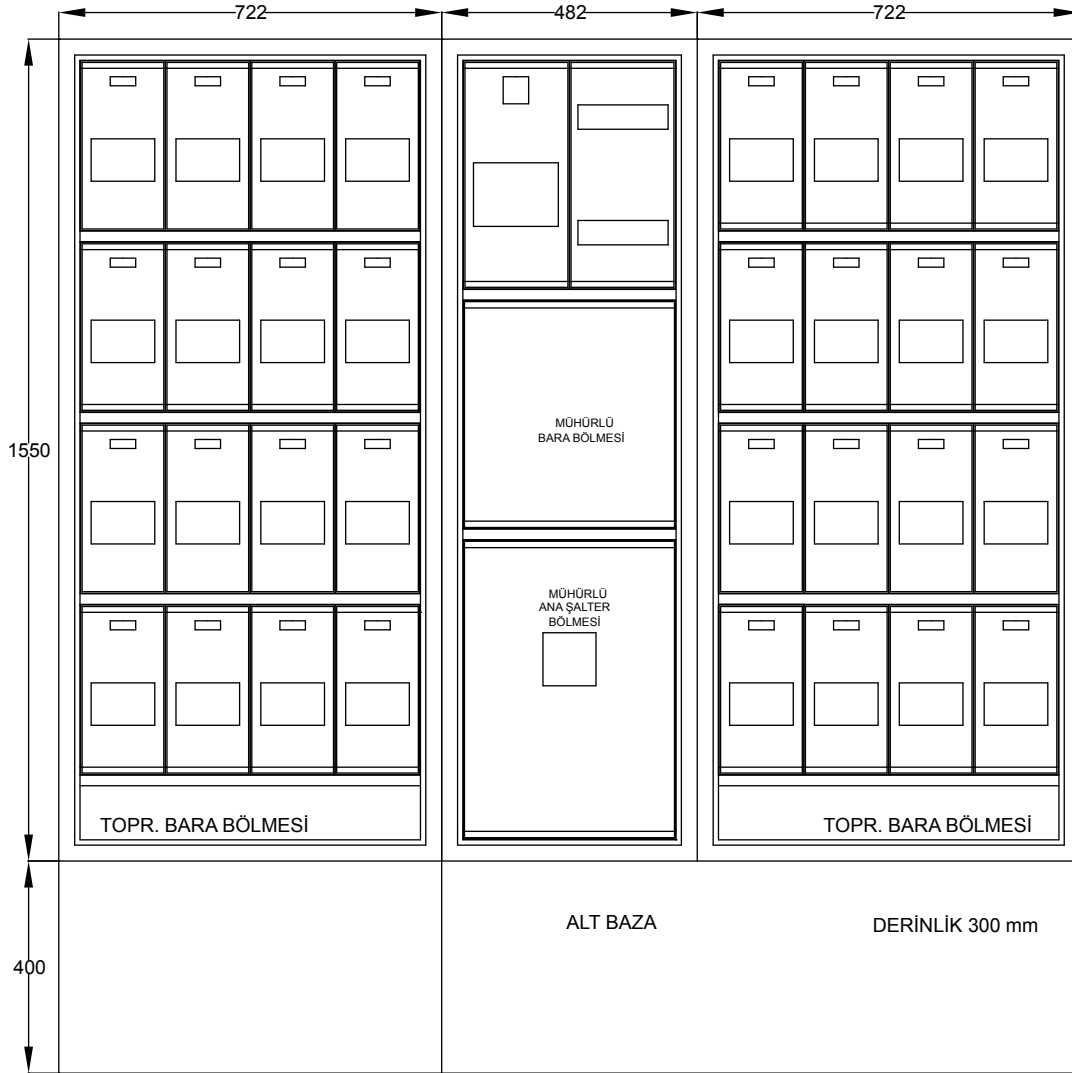 722
482
722
1550
MÜHÜRLÜ
BARA BÖLMESİ
MÜHÜRLÜ
ANA ŞALTER
BÖLMESİ
TOPR. BARA BÖLMESİ
TOPR. BARA BÖLMESİ
400
ALT BAZA
DERİNLİK 300 mm